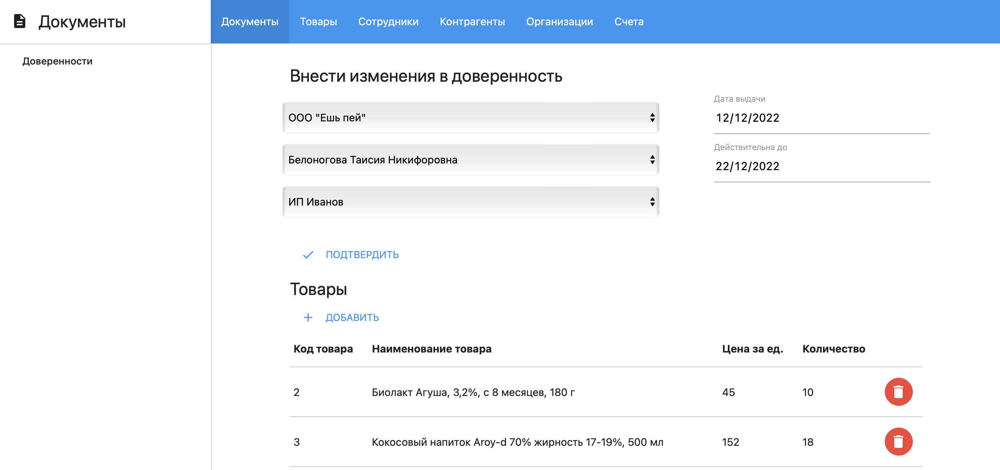 Документы
Документы Товары Сотрудники Контрагенты Организации Счета
Доверенности
Внести изменения в доверенность
ООО "Ешь пей"
Белоногова Таисия Никифоровна
ИП Иванов
Дата выдачи
12/12/2022
Действительна до
22/12/2022
ПОДТВЕРДИТЬ
Товары
ДОБАВИТЬ
Код товара Наименование товара Цена за ед. Количество
2 Биолакт Агуша, 3,2%, с 8 месяцев, 180 г 45 10
3 Кокосовый напиток Aroy-d 70% жирность 17-19%, 500 мл 152 18